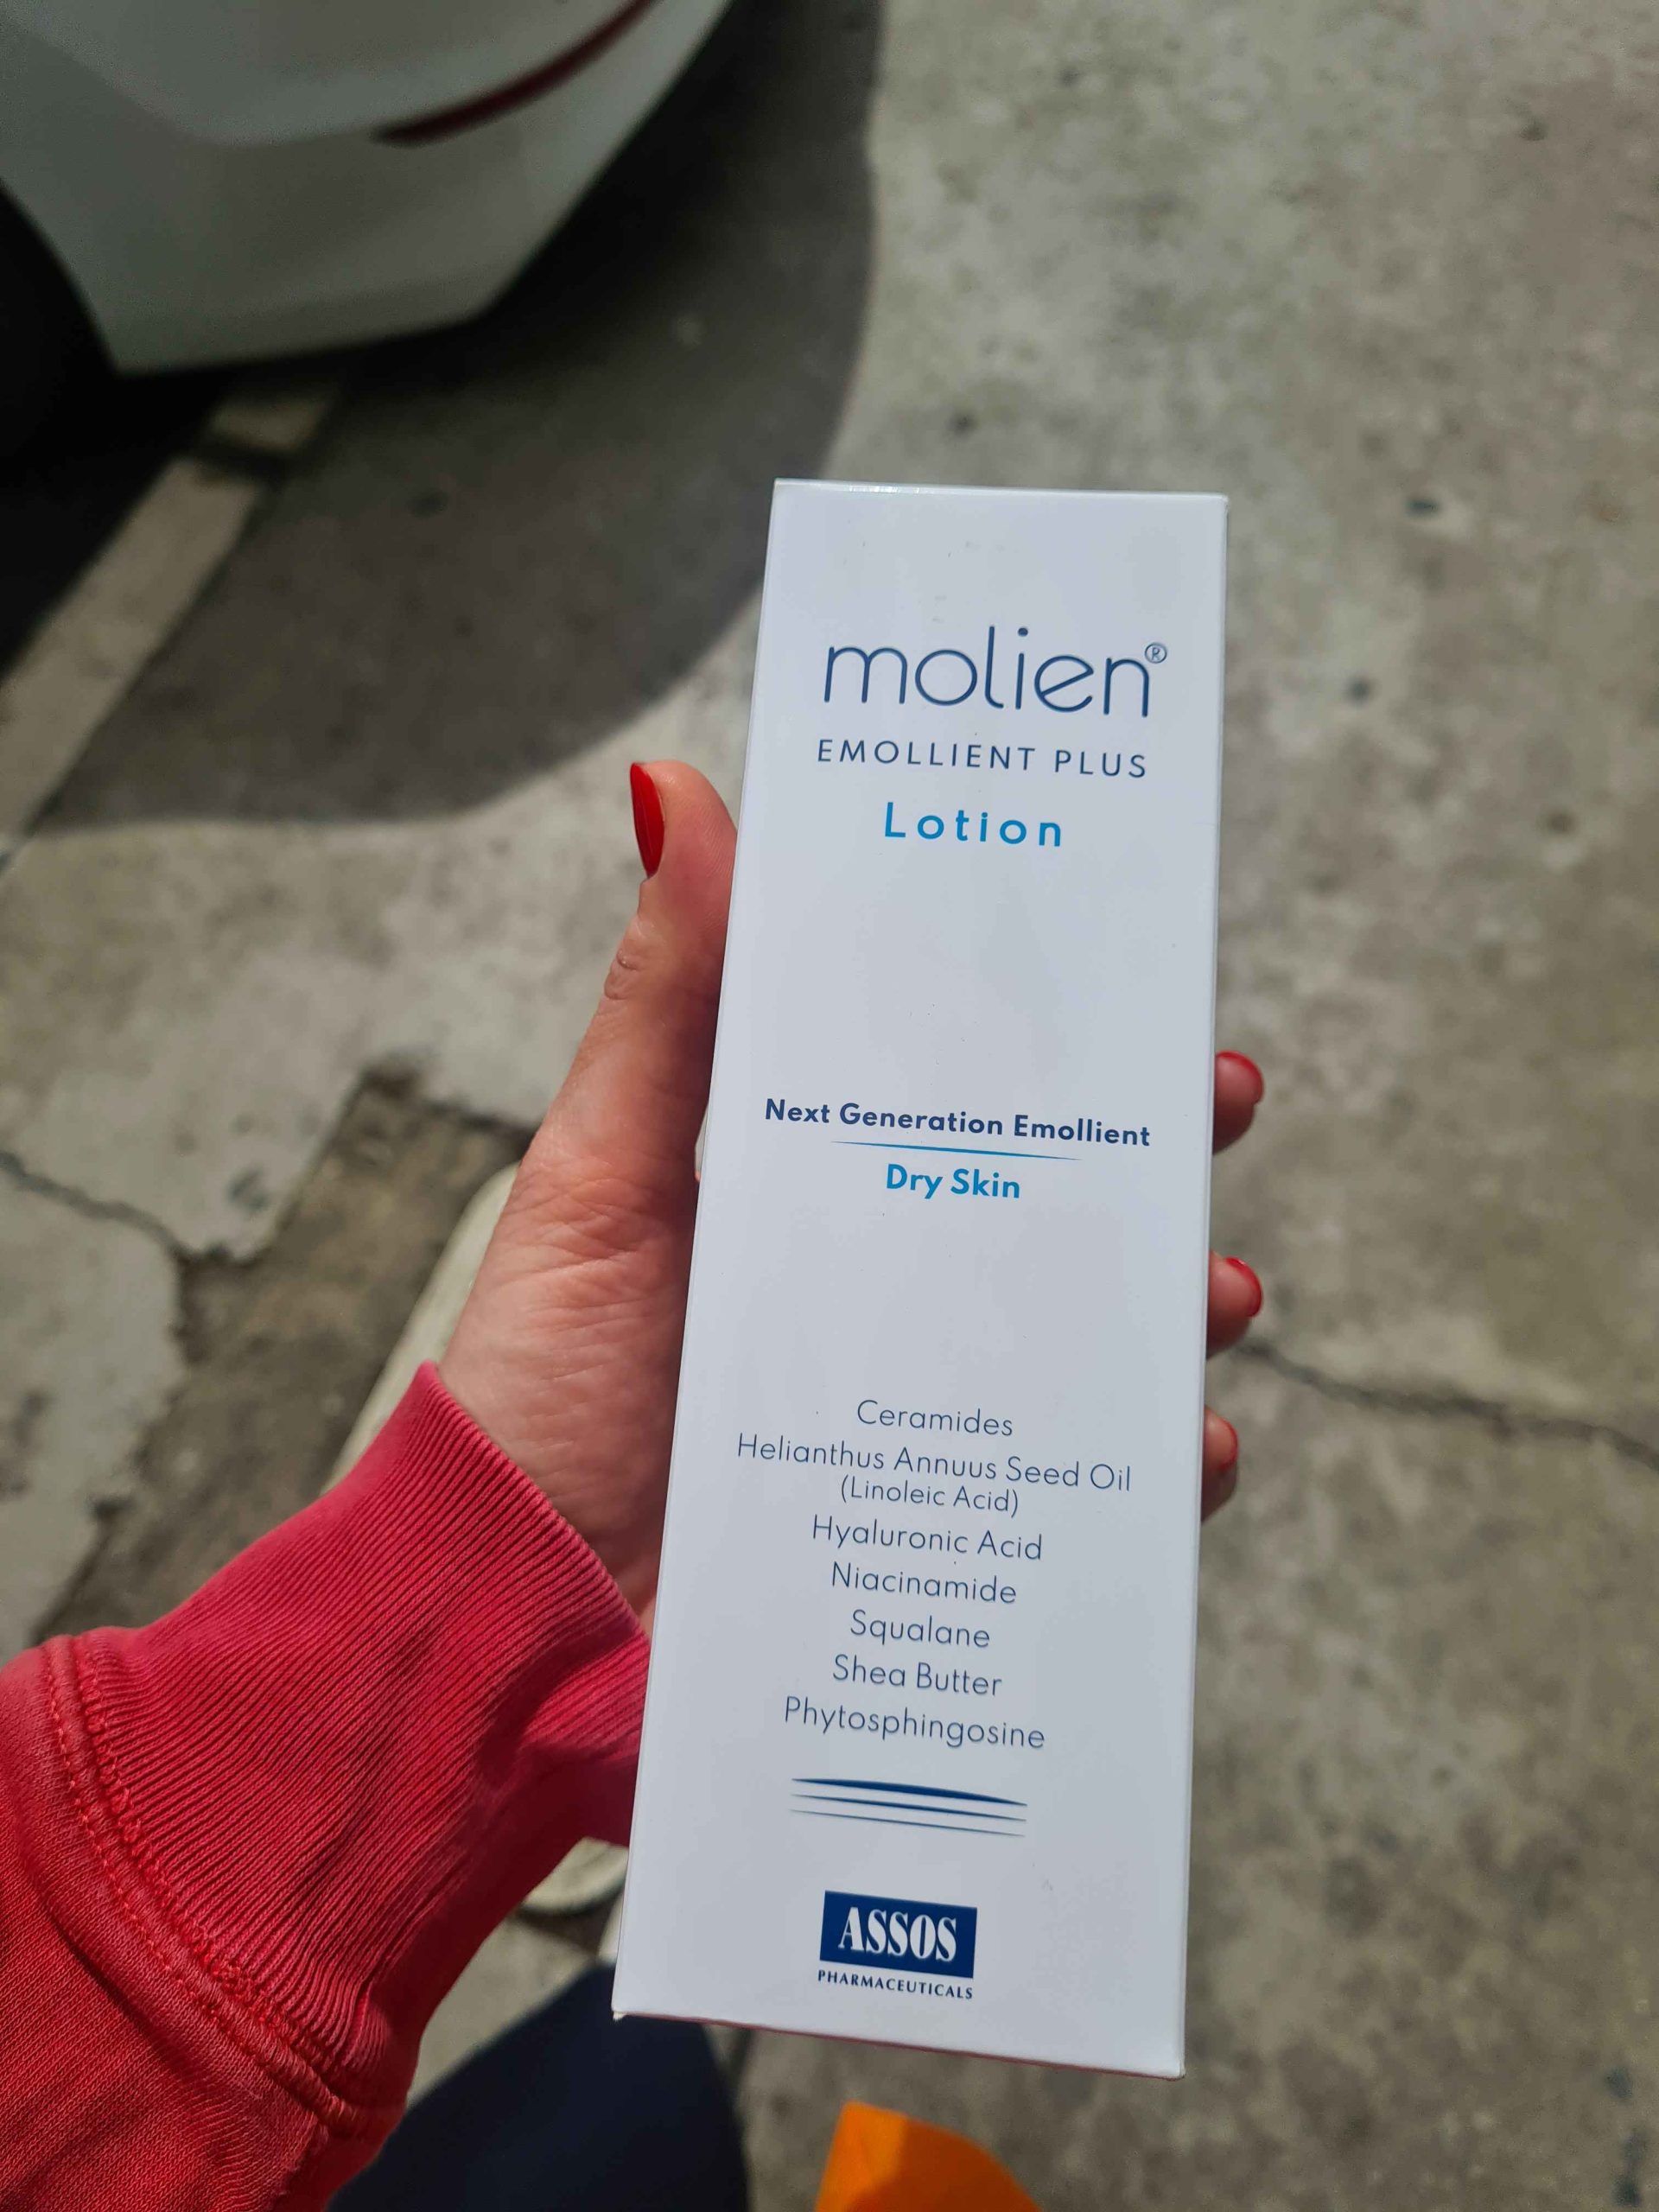 molien®
EMOLLIENT PLUS
Lotion
Next Generation Emollient
Dry Skin
Ceramides
Helianthus Annuus Seed Oil
(Linoleic Acid)
Hyaluronic Acid
Niacinamide
Squalane
Shea Butter
Phytosphingosine
ASSOS
PHARMACEUTICALS